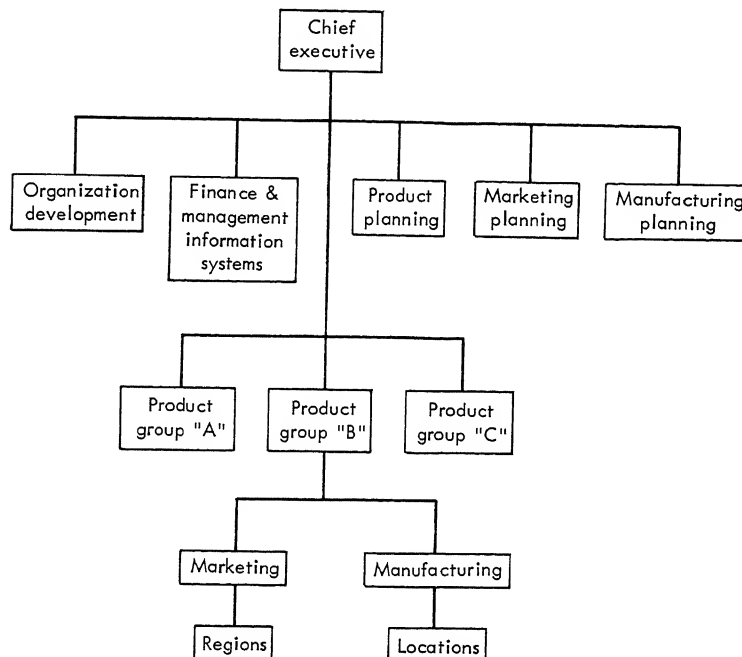 Chief
executive
Organization
development
Finance &
management
information
systems
Product
planning
Marketing
planning
Manufacturing
planning
Product
group "A"
Product
group "B"
Product
group "C"
Marketing
Manufacturing
Regions
Locations